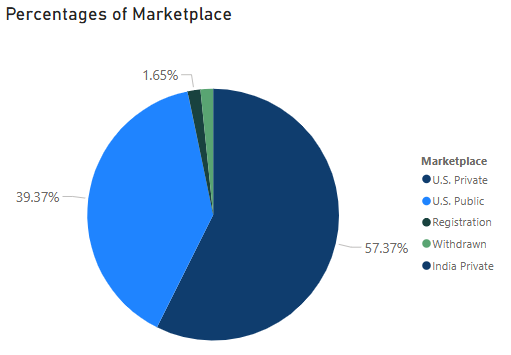 Percentages of Marketplace
1.65%
39.37%
57.37%
Marketplace
U.S. Private
U.S. Public
Registration
Withdrawn
India Private